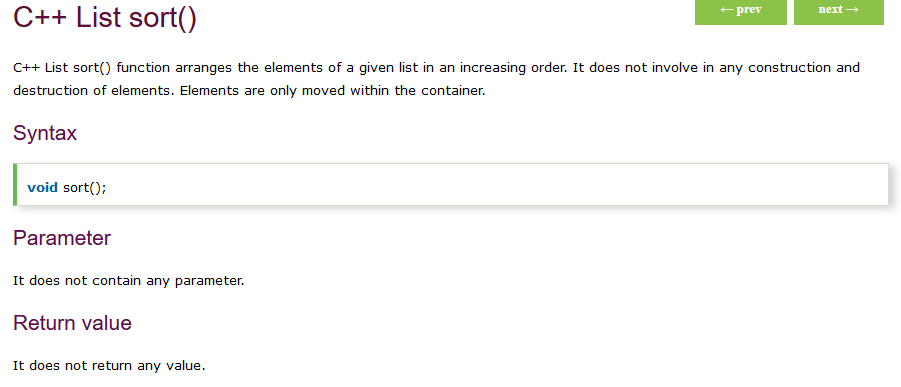 C++ List sort()
← prev
next →
C++ List sort() function arranges the elements of a given list in an increasing order. It does not involve in any construction and
destruction of elements. Elements are only moved within the container.
Syntax
void sort();
Parameter
It does not contain any parameter.
Return value
It does not return any value.